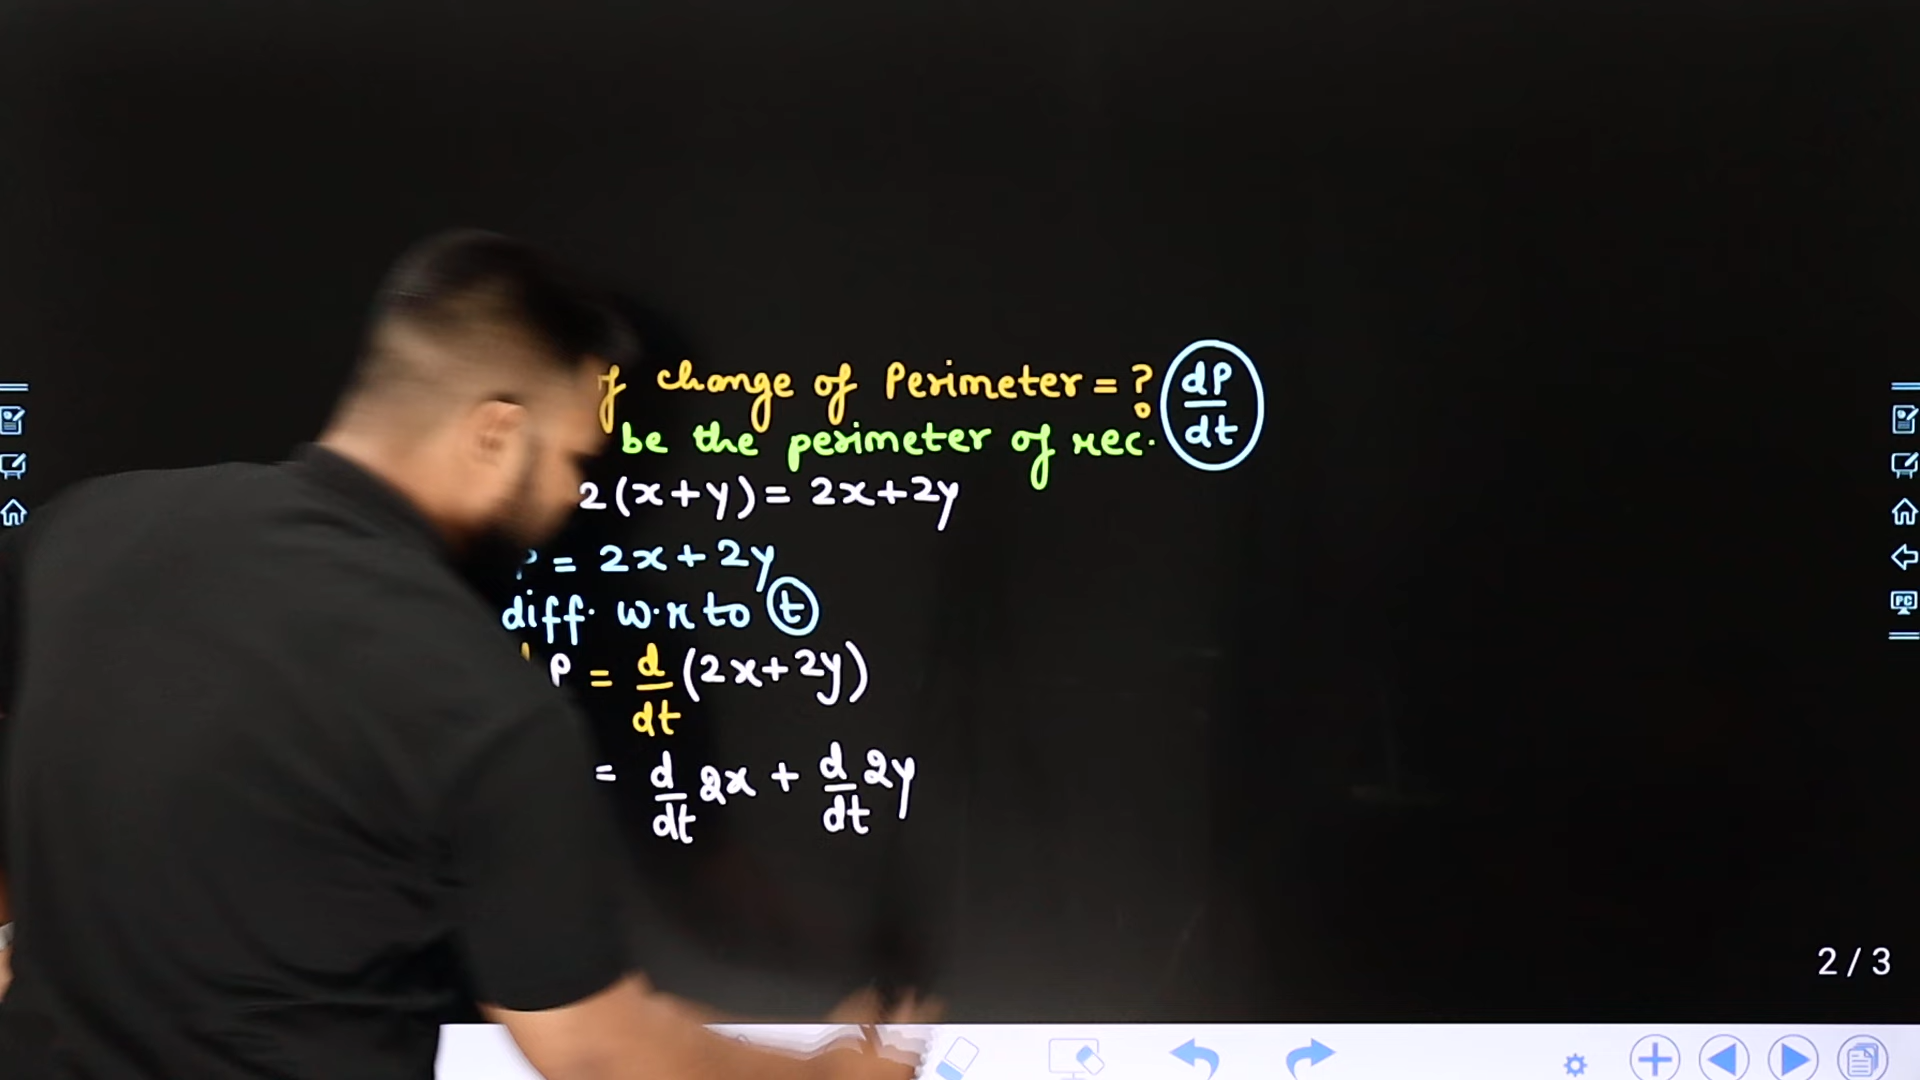 change of Perimeter = ? dP/dt
be the perimeter of rec.
2(x+y) = 2x+2y
= 2x+2y
diff. w.r to t
P = d/dt (2x+2y)
= d/dt 2x + d/dt 2y
2/3
PC